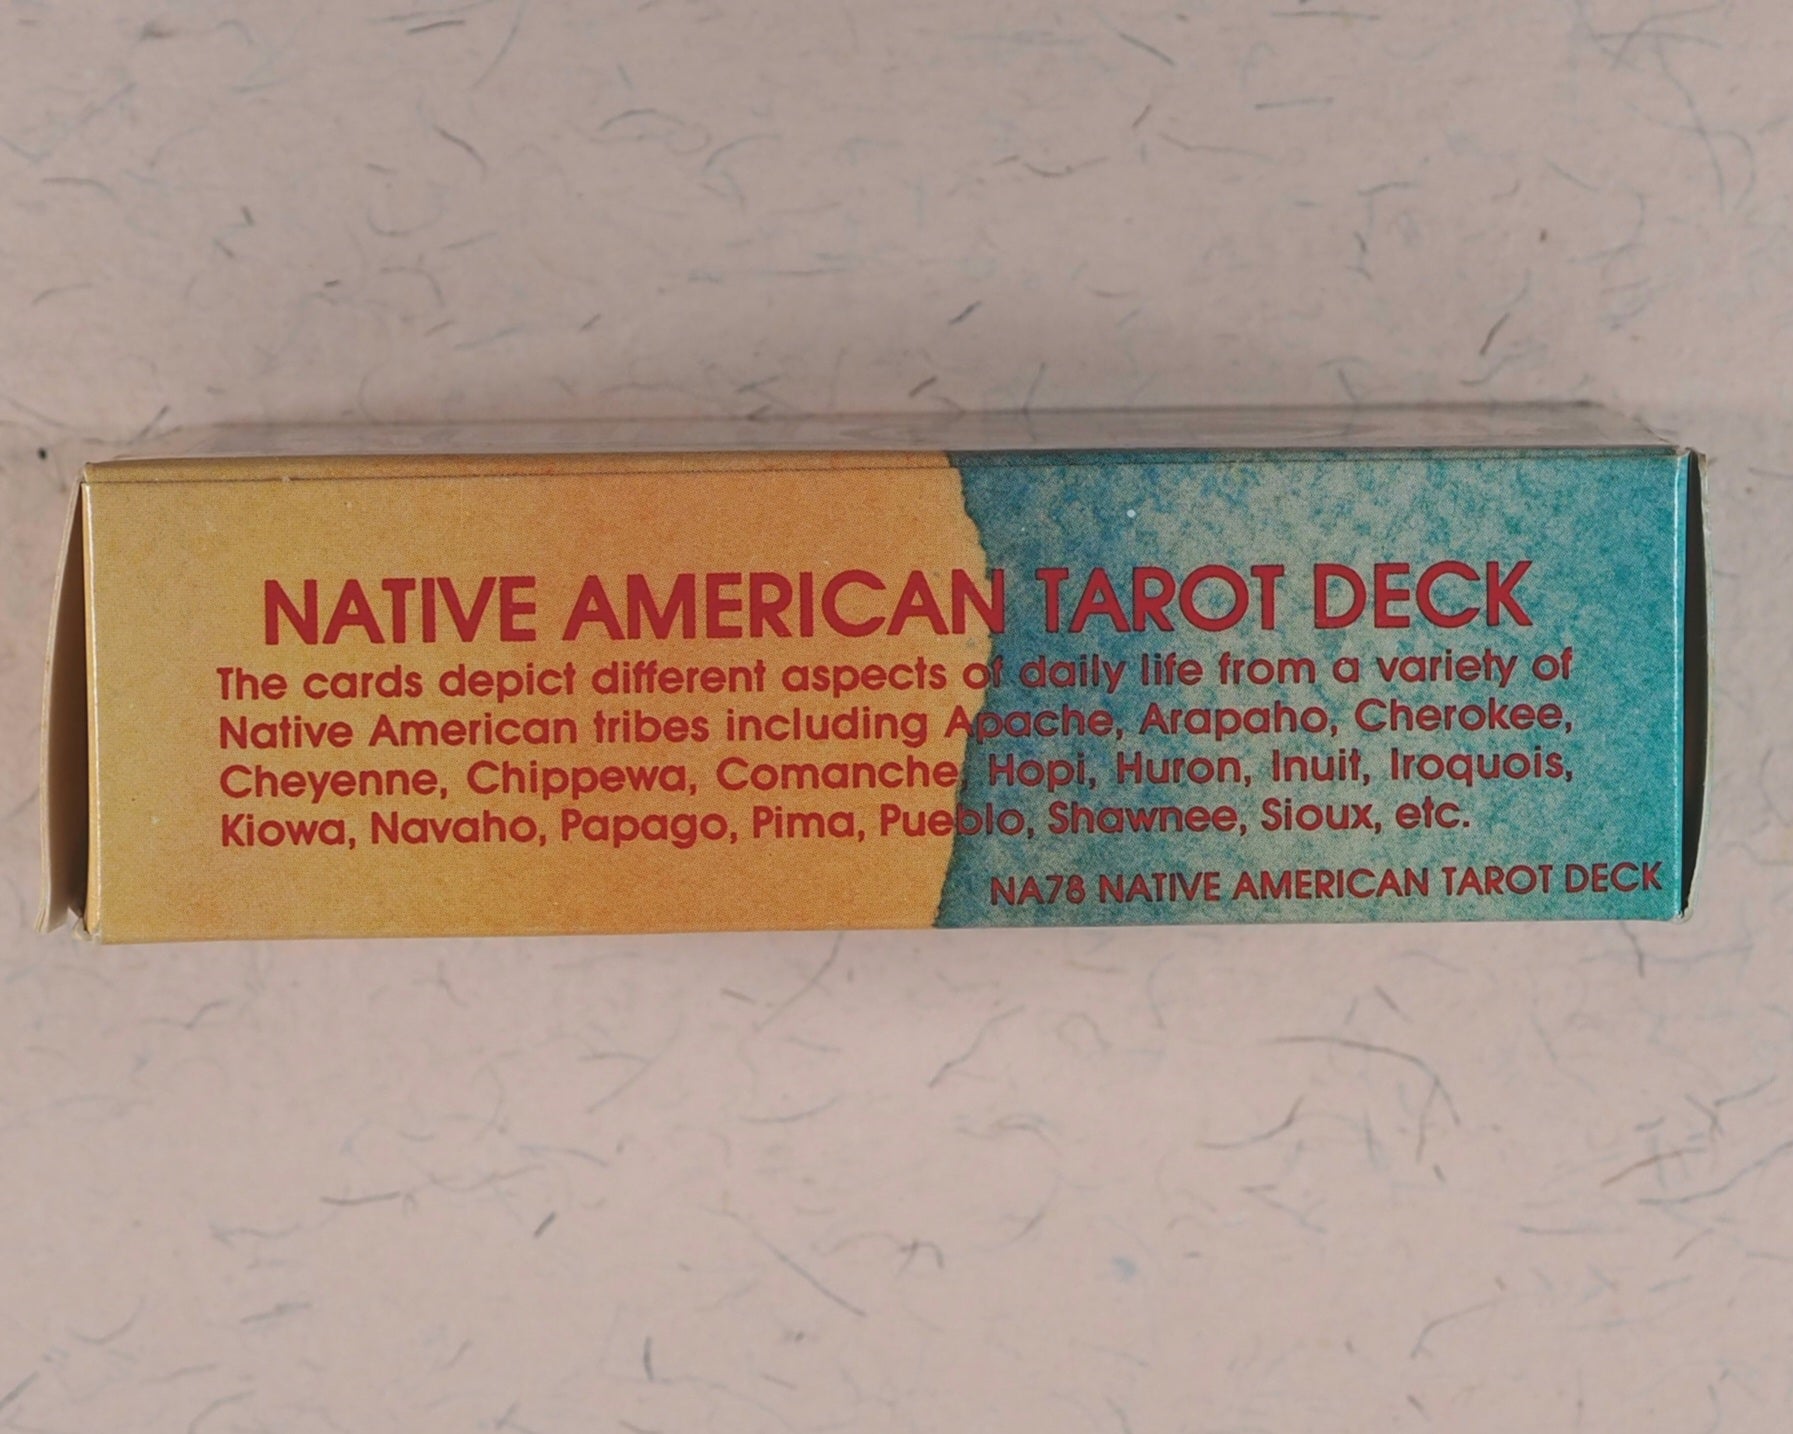 NATIVE AMERICAN TAROT DECK
The cards depict different aspects of daily life from a variety of
Native American tribes including Apache, Arapaho, Cherokee,
Cheyenne, Chippewa, Comanche, Hopi, Huron, Inuit, Iroquois,
Kiowa, Navaho, Papago, Pima, Pueblo, Shawnee, Sioux, etc.
NA78 NATIVE AMERICAN TAROT DECK